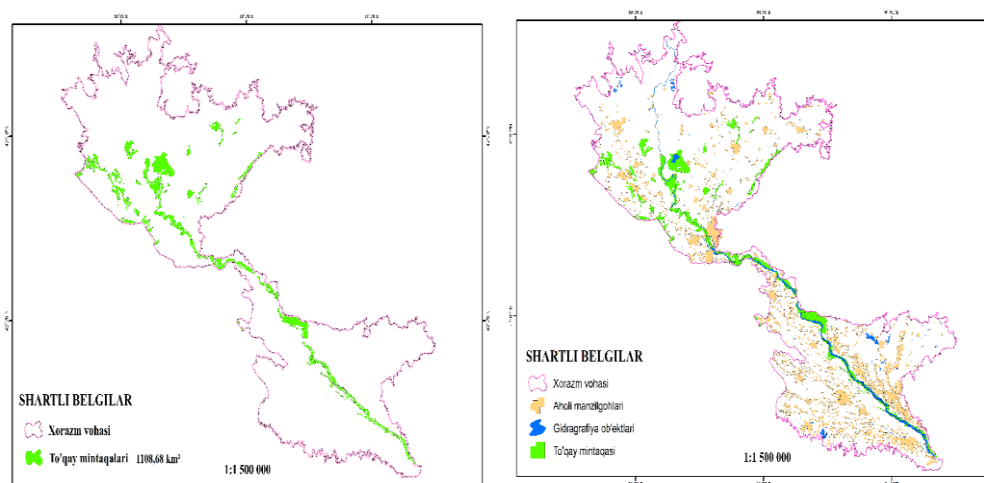 SHARTLI BELGILAR
Xorazm vohasi
To'qay mintaqalari 1108,68 km²
1:1 500 000
SHARTLI BELGILAR
Xorazm vohasi
Aholi manzilgohlari
Gidragrafiya ob'ektlari
To'qay mintaqasi
1:1 500 000